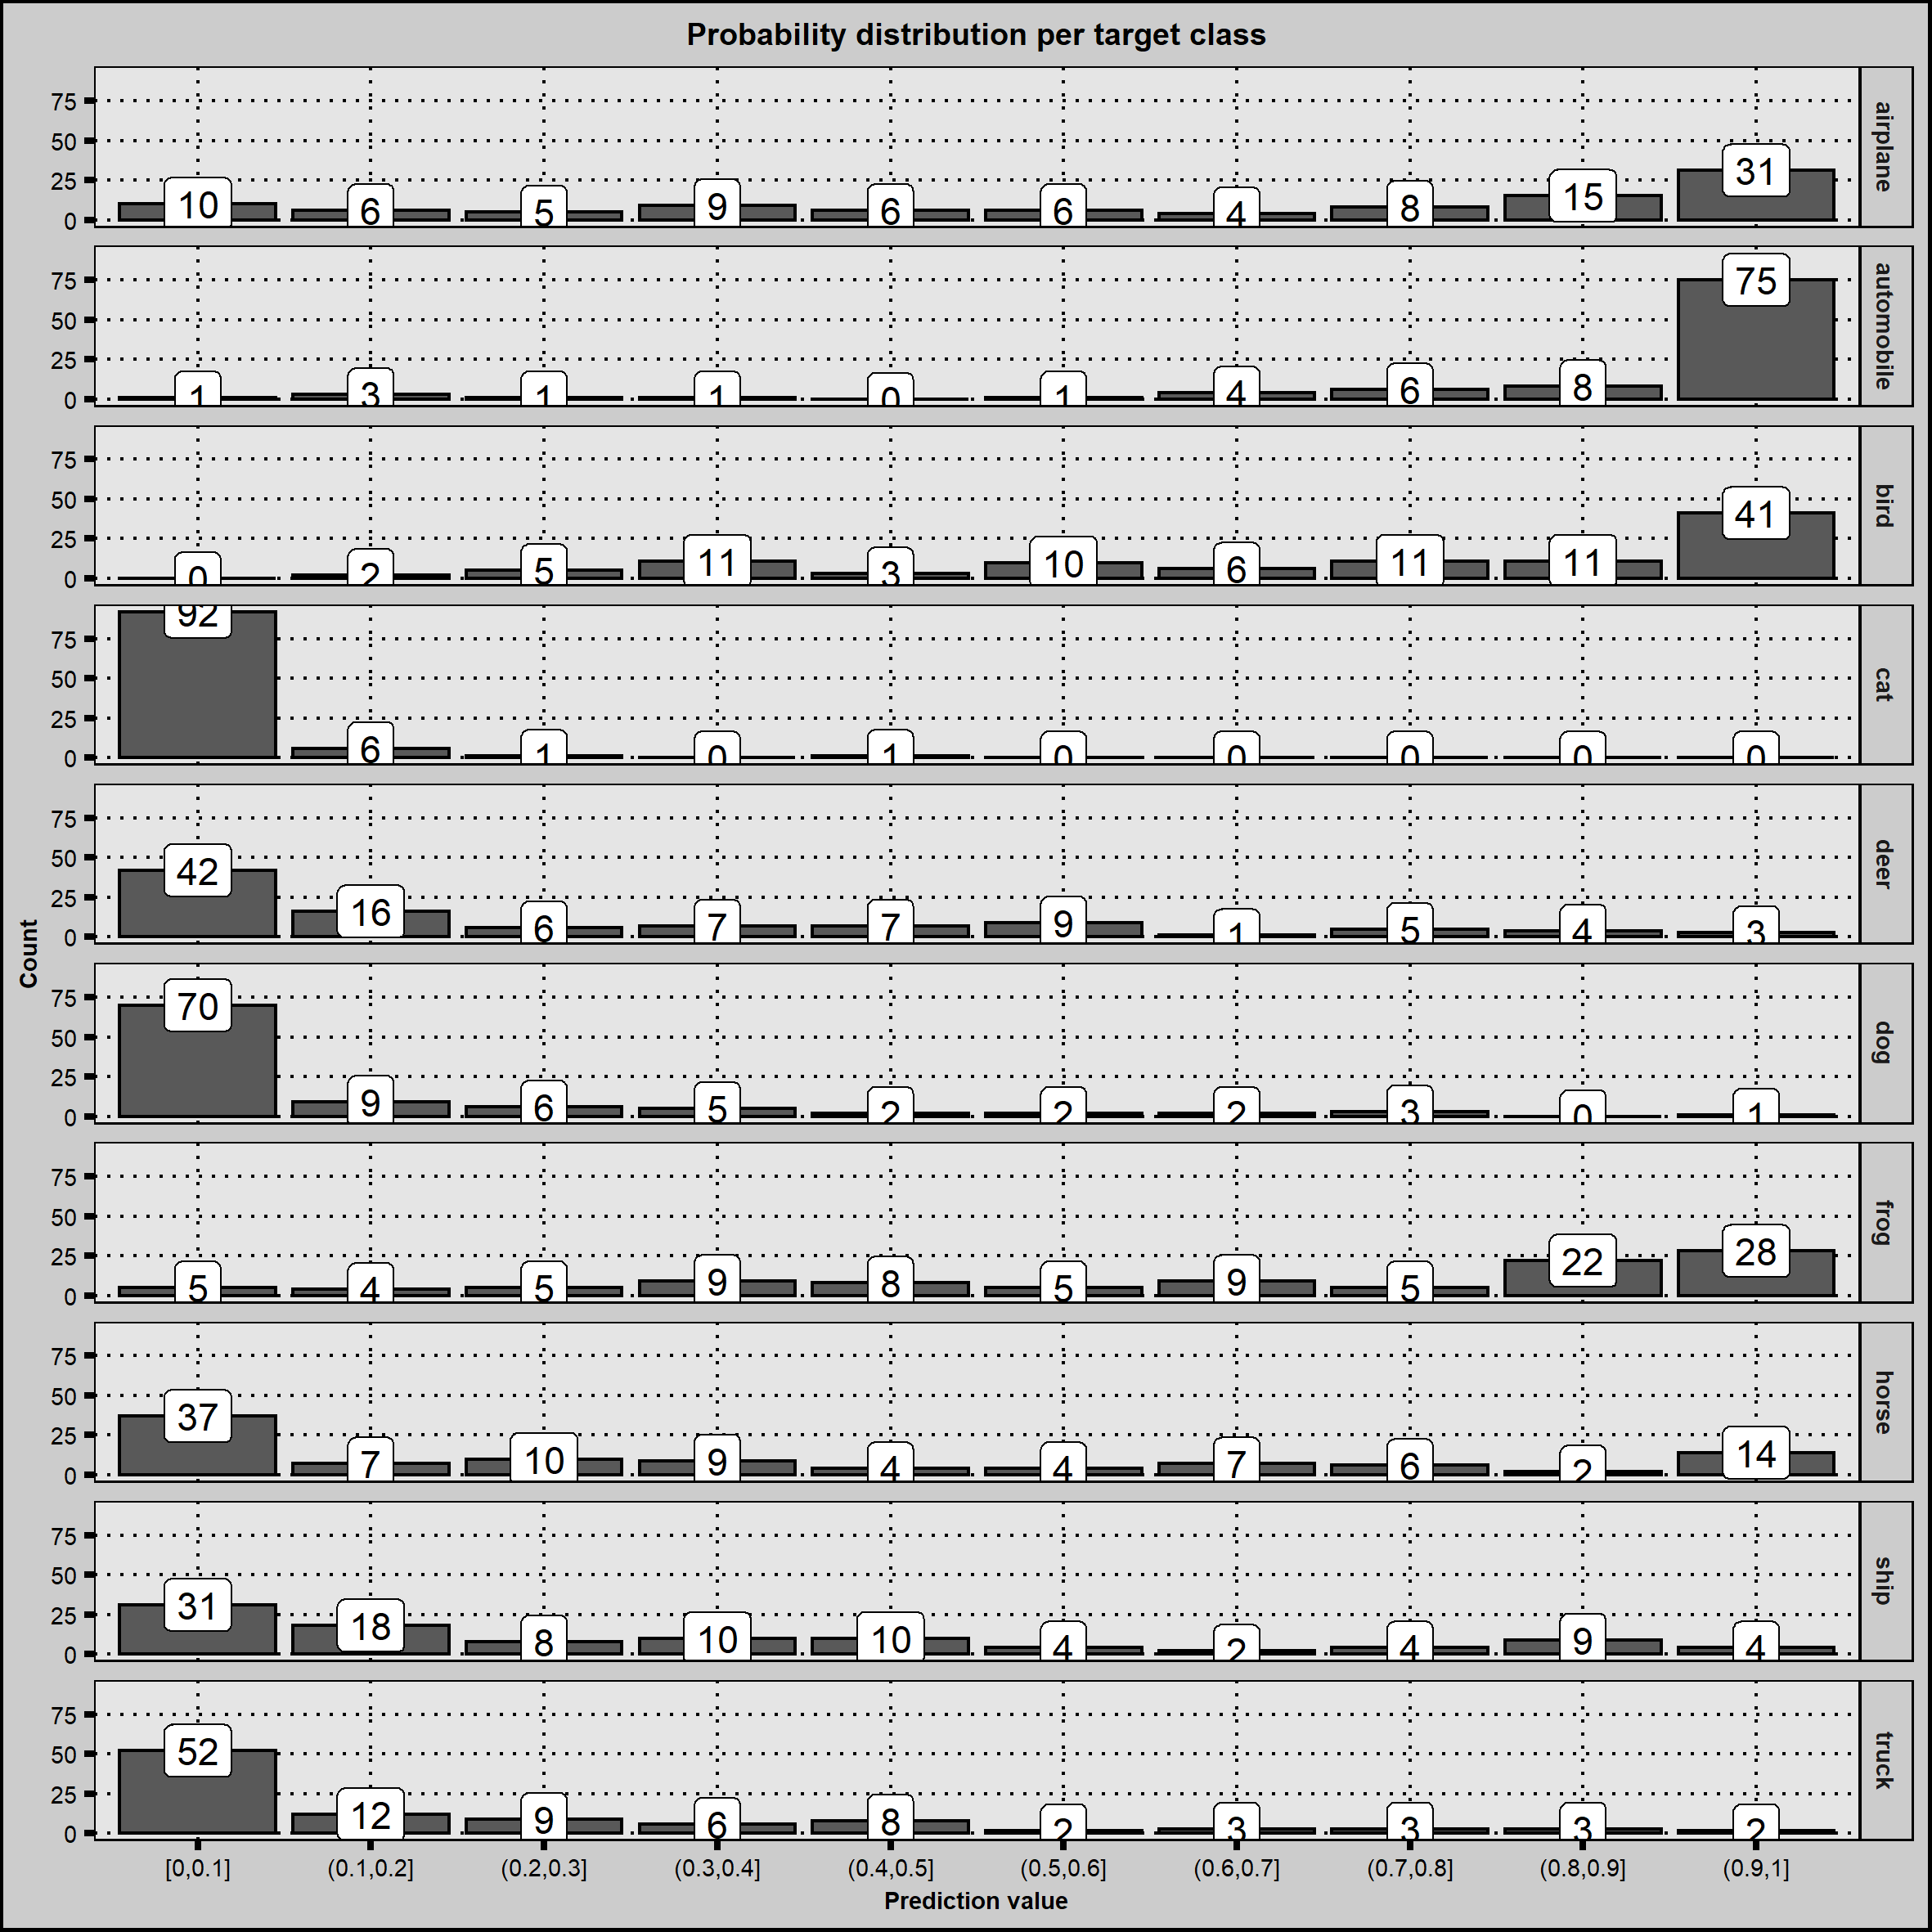 Probability distribution per target class
Count
75
50
25
0
10 6 5 9 6 6 4 8 15 31
airplane
75
50
25
0
1 3 1 1 0 1 4 6 8 75
automobile
75
50
25
0
0 2 5 11 3 10 6 11 11 41
bird
75
50
25
0
92 6 1 0 1 0 0 0 0 0
cat
75
50
25
0
42 16 6 7 7 9 1 5 4 3
deer
75
50
25
0
70 9 6 5 2 2 2 3 0 1
dog
75
50
25
0
5 4 5 9 8 5 9 5 22 28
frog
75
50
25
0
37 7 10 9 4 4 7 6 2 14
horse
75
50
25
0
31 18 8 10 10 4 2 4 9 4
ship
75
50
25
0
52 12 9 6 8 2 3 3 3 2
truck
[0,0.1] (0.1,0.2] (0.2,0.3] (0.3,0.4] (0.4,0.5] (0.5,0.6] (0.6,0.7] (0.7,0.8] (0.8,0.9] (0.9,1]
Prediction value